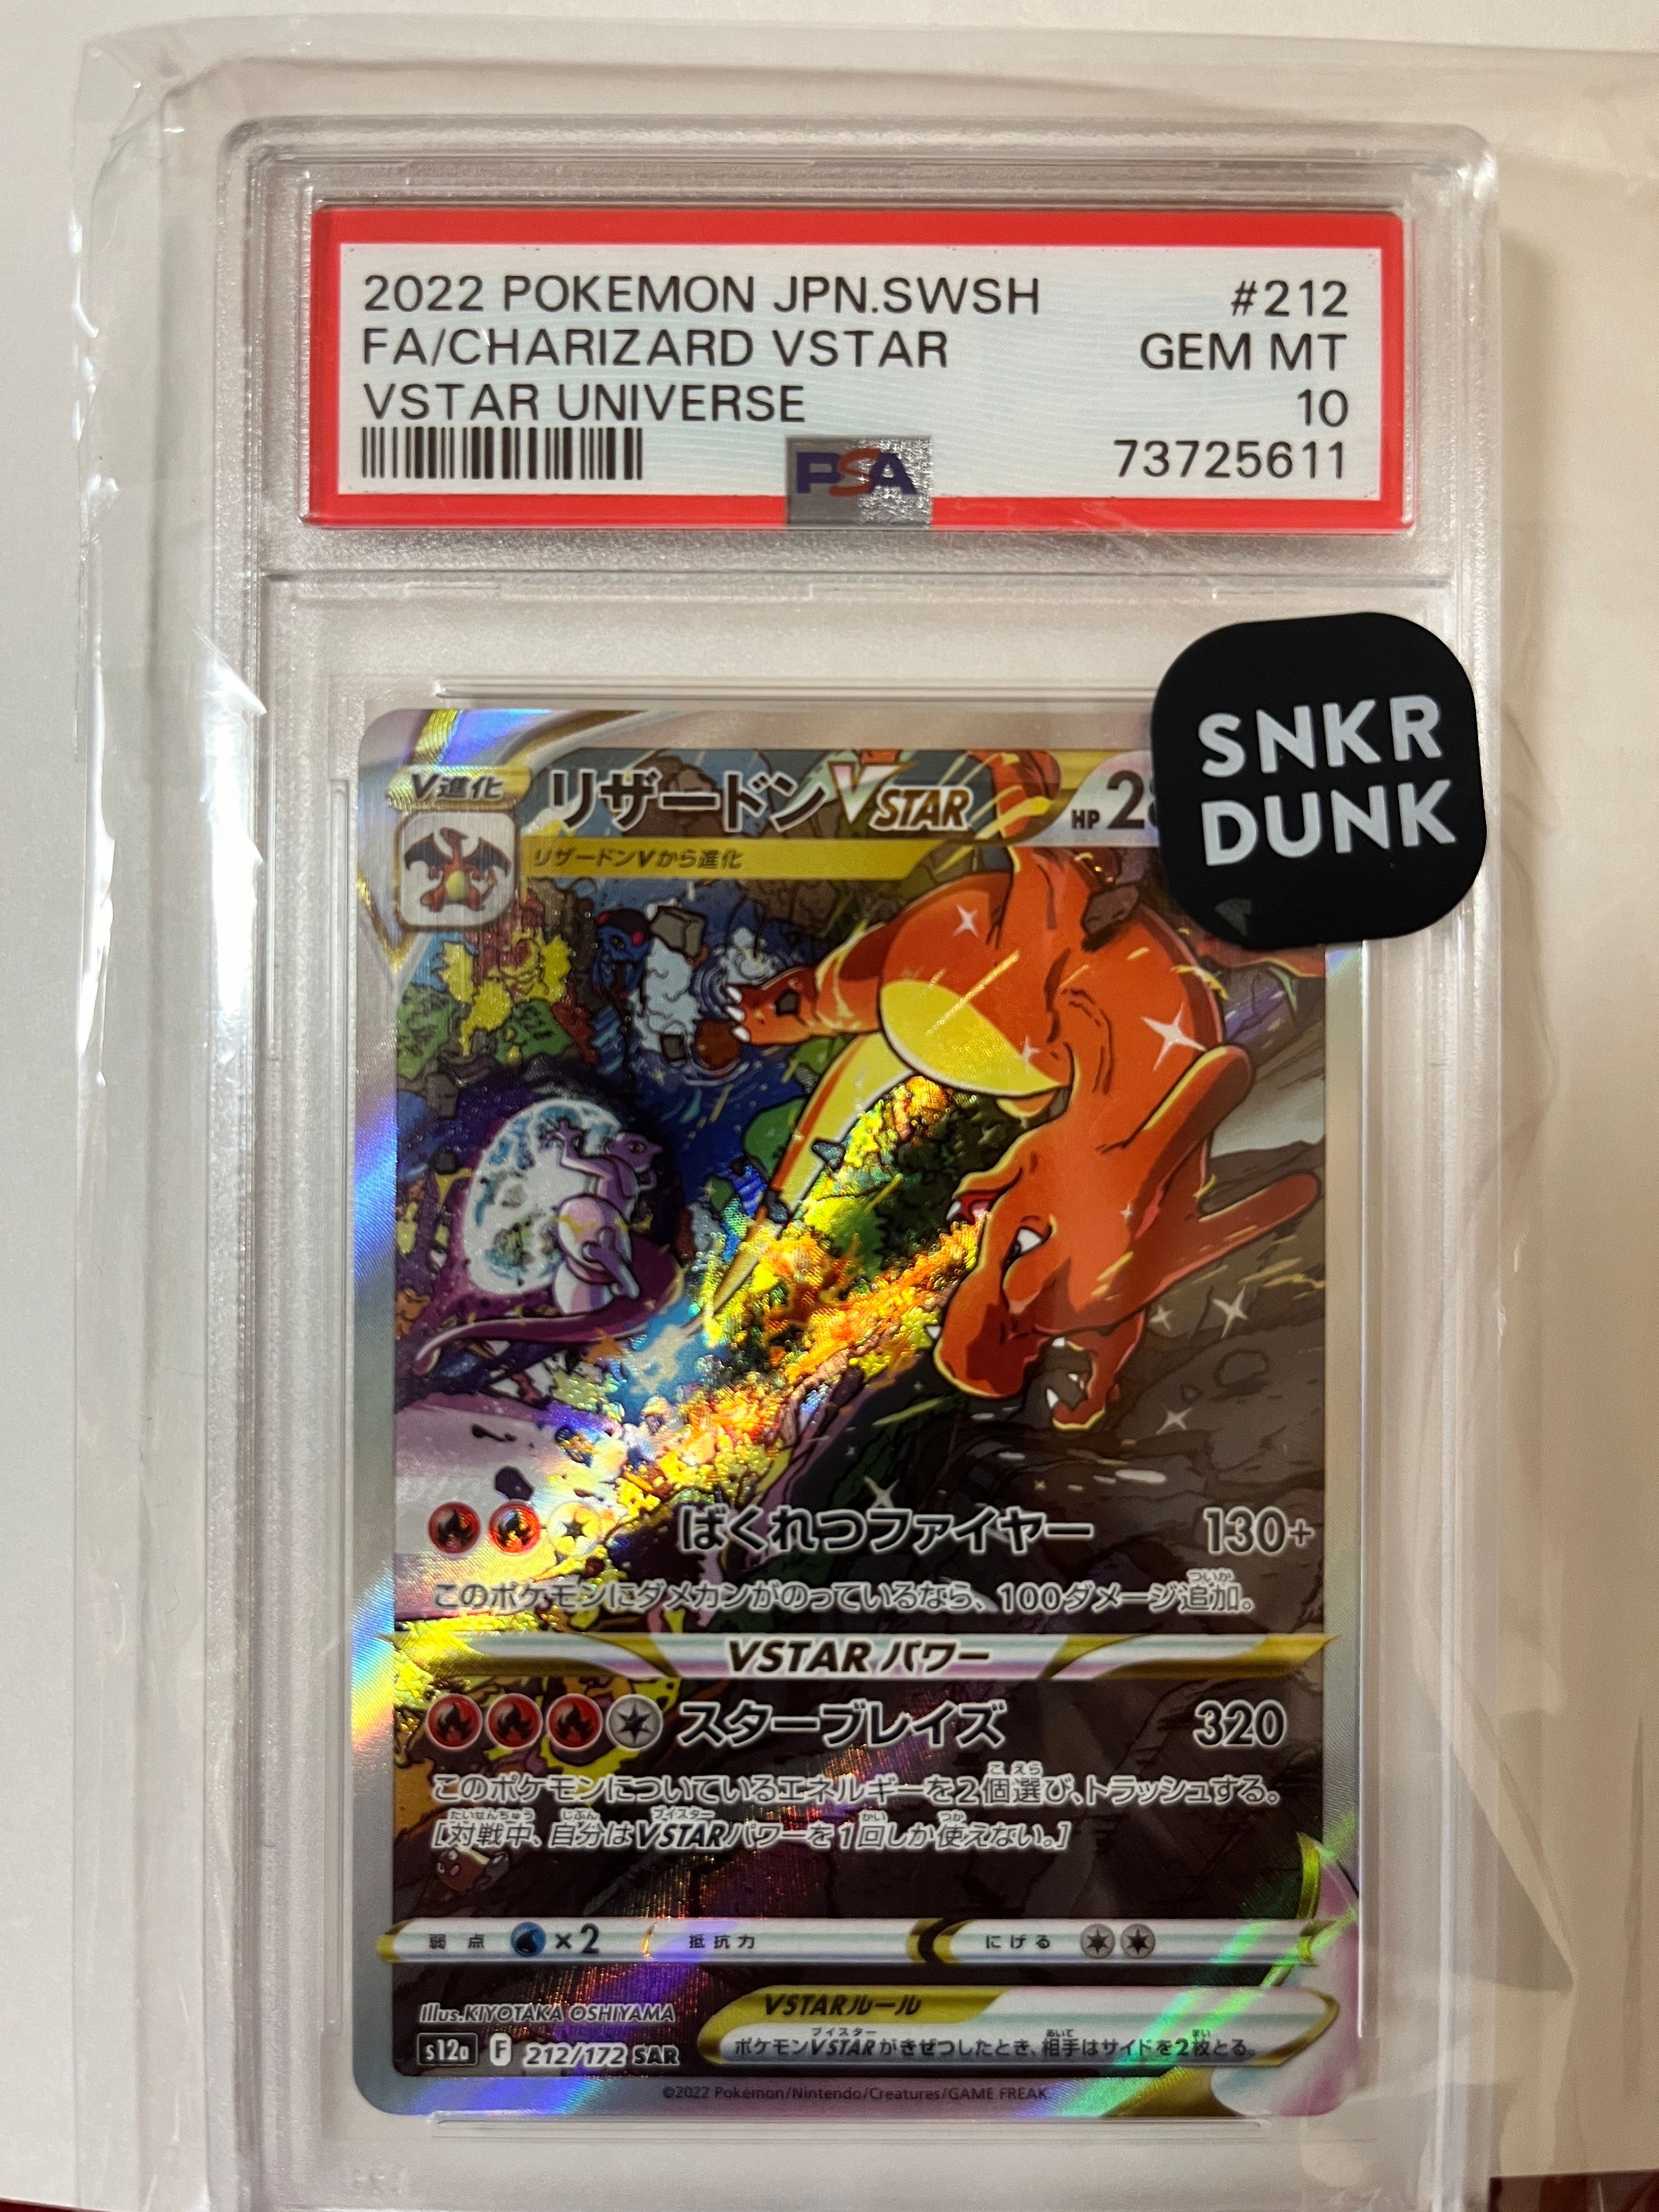 2022 POKEMON JPN.SWSH #212
FA/CHARIZARD VSTAR GEM MT
VSTAR UNIVERSE 10
PSA 73725611
SNKR
DUNK
V進化
リザードンVSTAR HP
リザードンVから進化
ばくれつファイヤー 130+
このポケモンにダメカンがのっているなら、100ダメージ追加。
VSTARパワー
スターブレイズ 320
このポケモンについているエネルギーを2個選び、トラッシュする。
[対戦中、自分はVSTARパワーを1回しか使えない。]
弱点 ×2 抵抗力 にげる
Illus.KIYOTAKA OSHIYAMA
VSTARルール
ポケモンVSTARがきぜつしたとき、相手はサイドを2枚とる。
s12a F 212/172 SAR
©2022 Pokémon/Nintendo/Creatures/GAME FREAK.